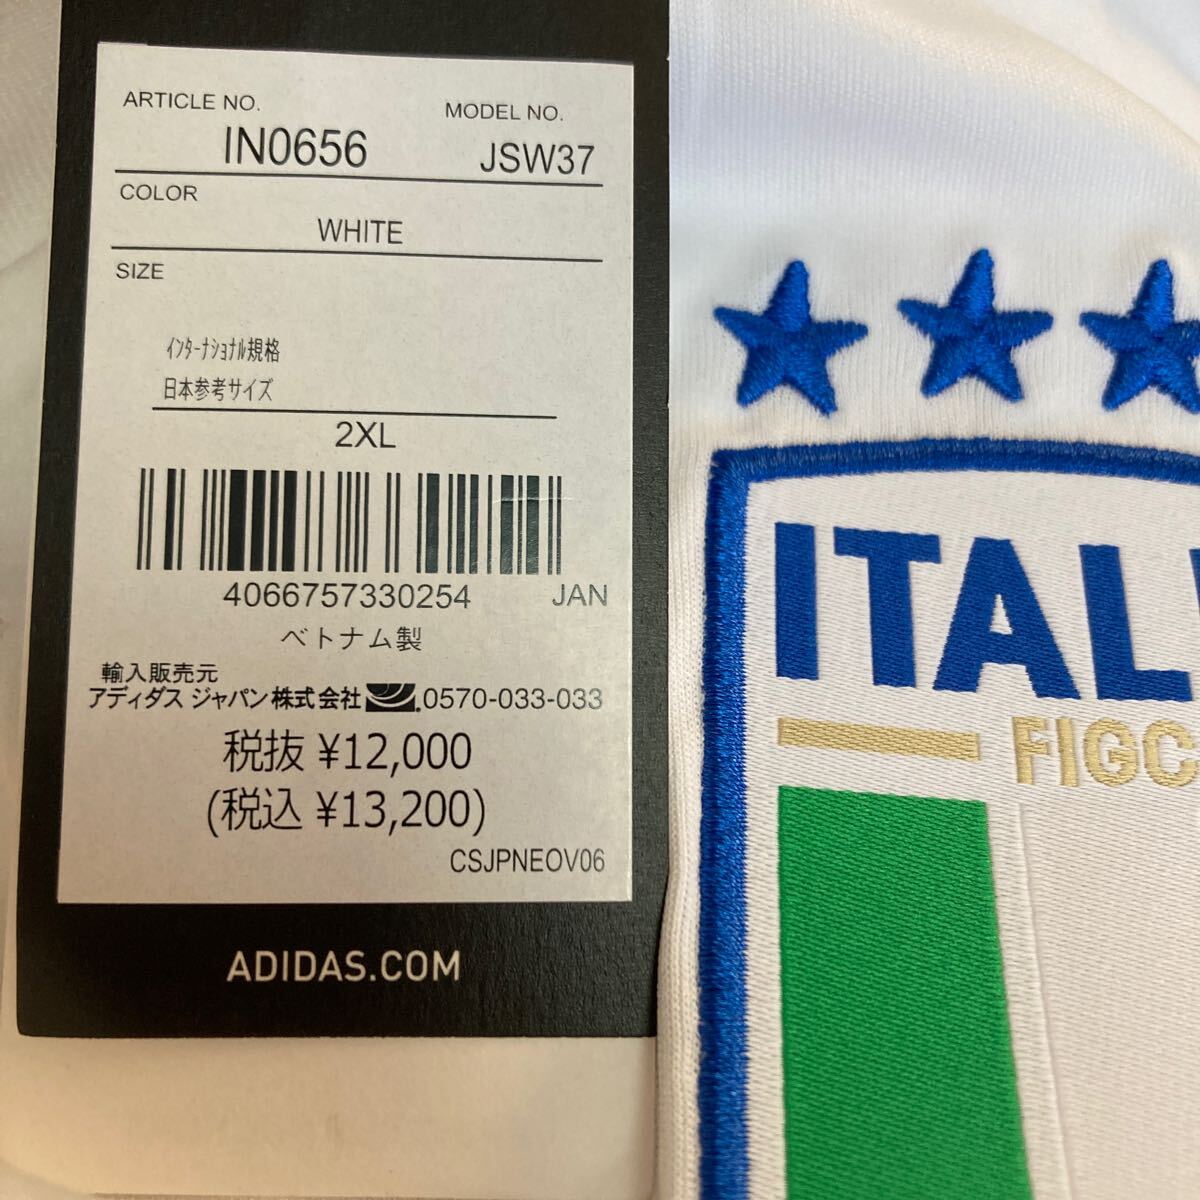 ARTICLE NO. MODEL NO.
IN0656 JSW37
COLOR
WHITE
SIZE
インターナショナル規格
日本参考サイズ
2XL
4066757330254 JAN
ベトナム製
輸入販売元
アディダス ジャパン株式会社 0570-033-033
税抜 ¥12,000
(税込 ¥13,200)
CSJPNEOV06
ADIDAS.COM
ITAL
FIGC